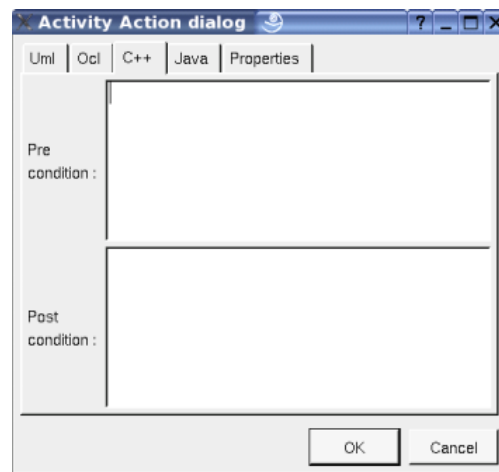 Activity Action dialog
Uml Ocl C++ Java Properties
Pre
condition :
Post
condition :
OK Cancel